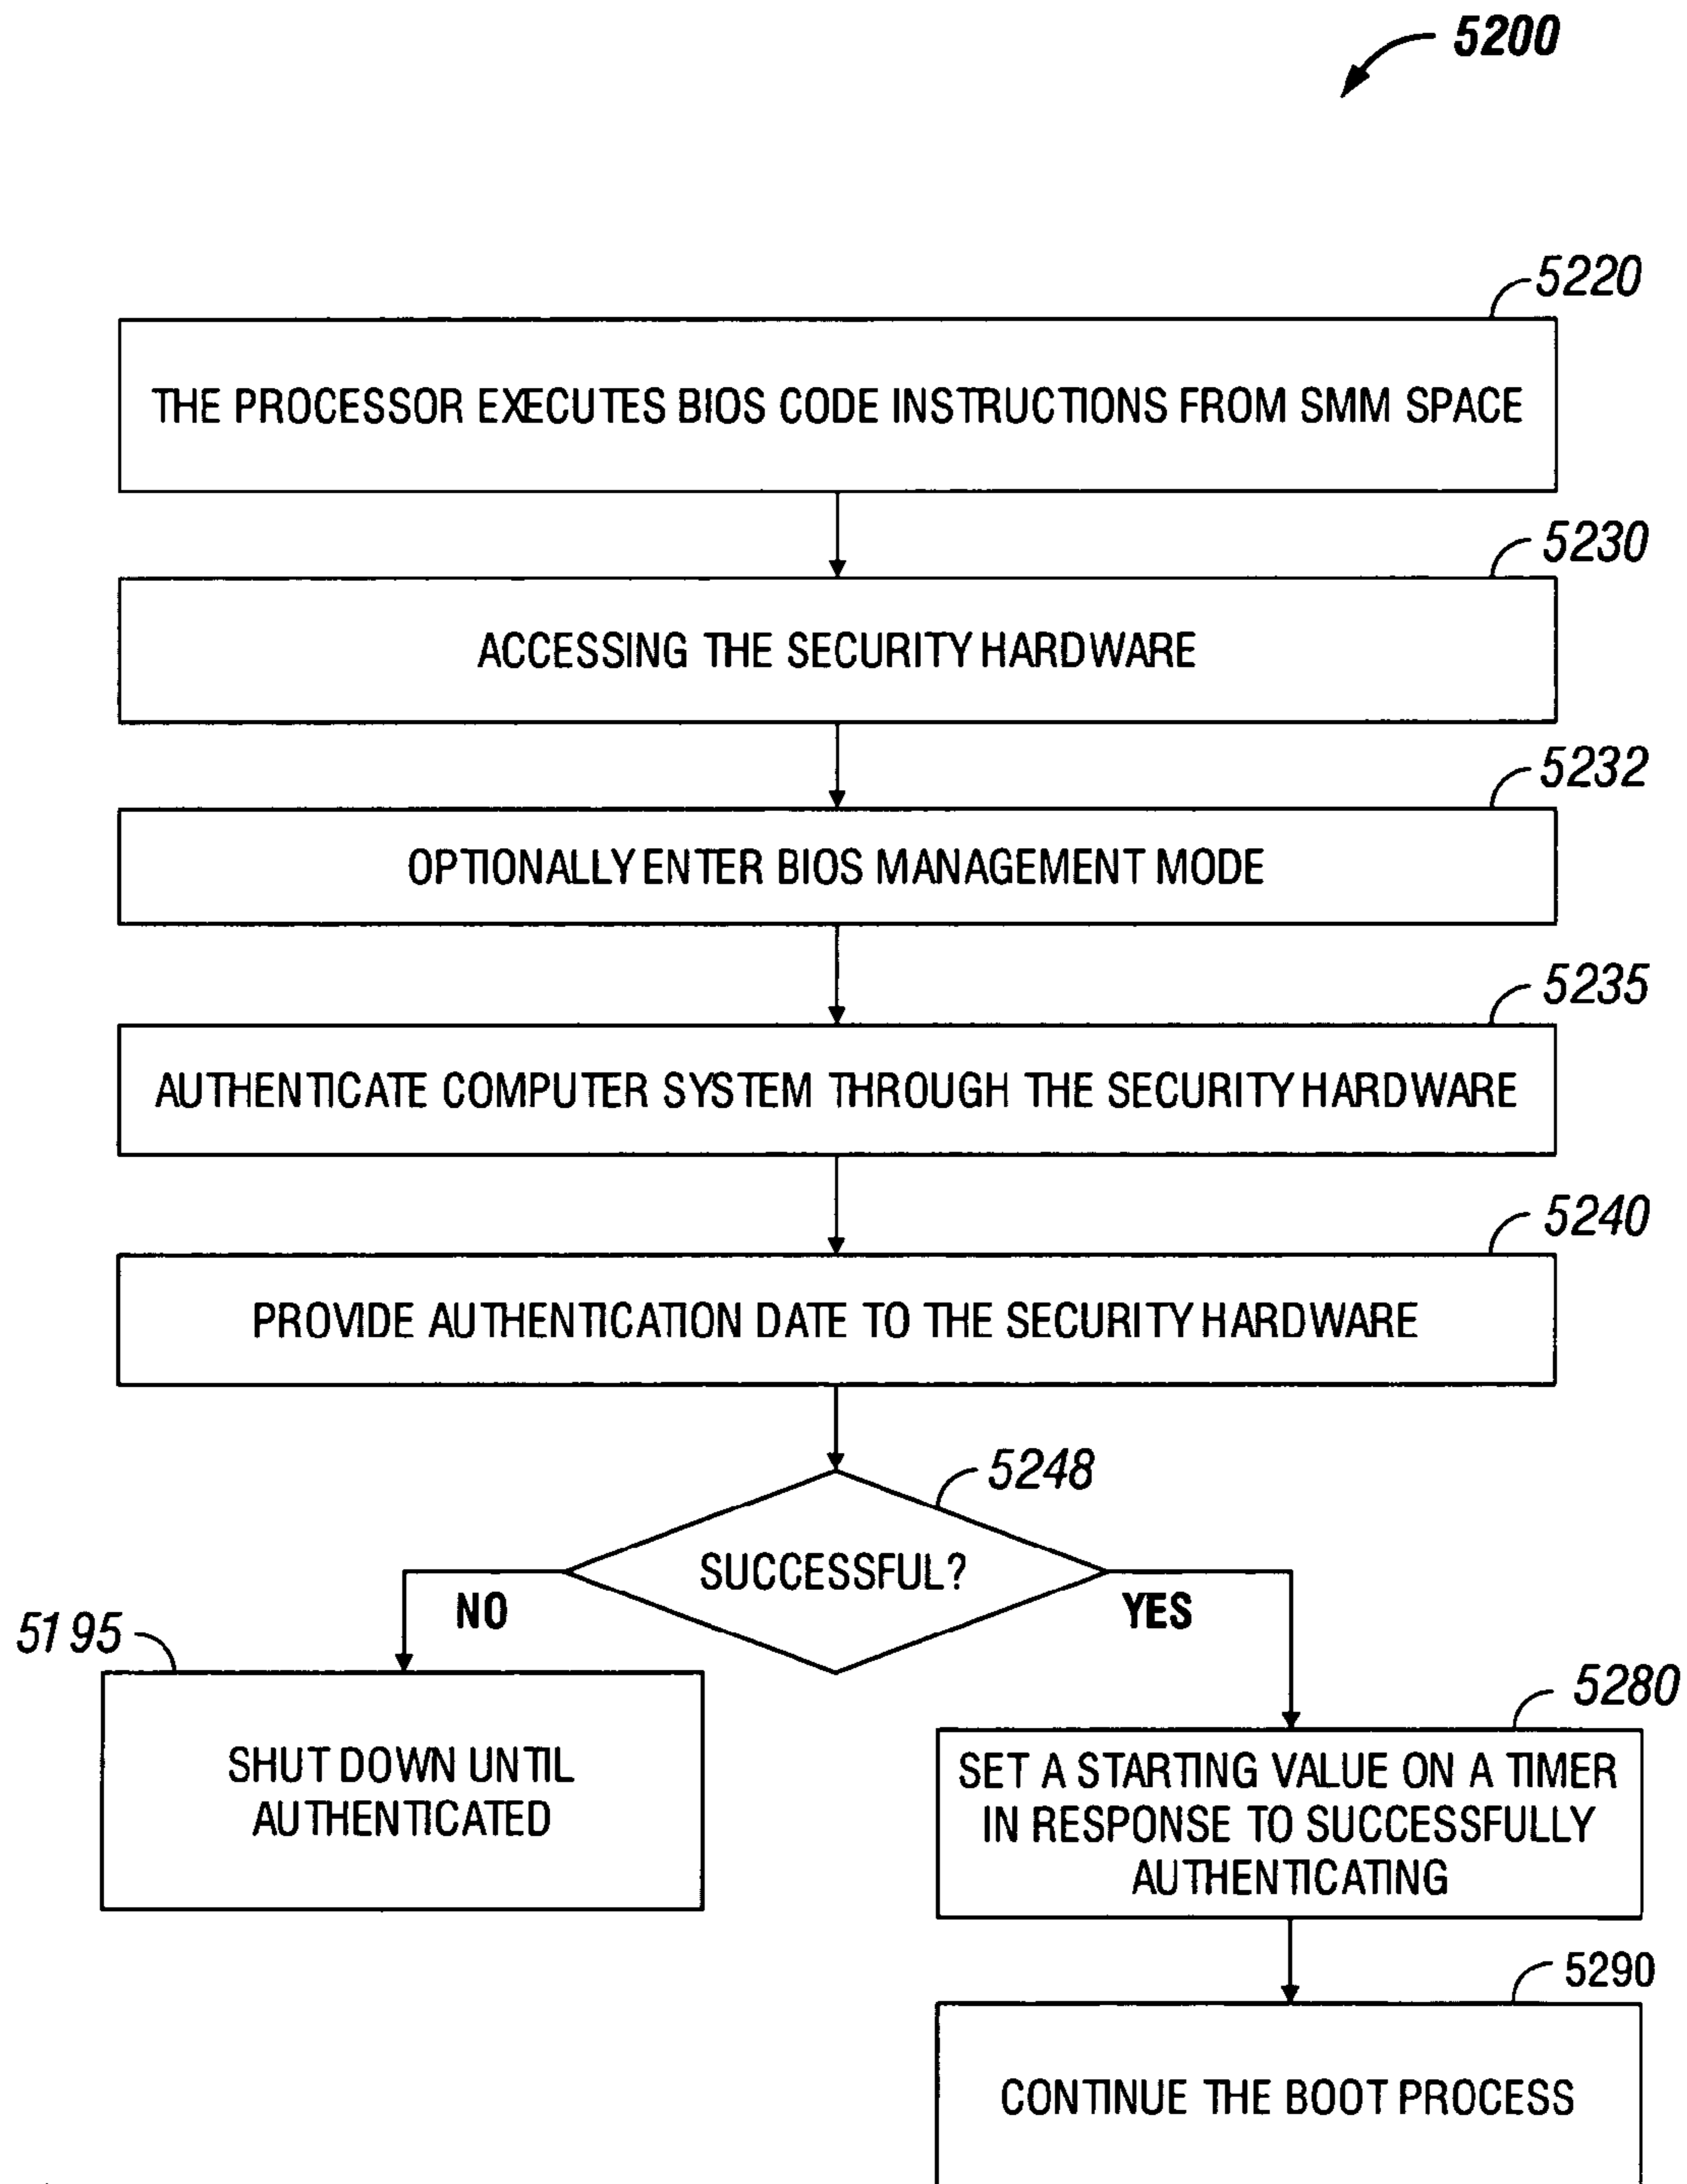 5200
5220
THE PROCESSOR EXECUTES BIOS CODE INSTRUCTIONS FROM SMM SPACE
5230
ACCESSING THE SECURITY HARDWARE
5232
OPTIONALLY ENTER BIOS MANAGEMENT MODE
5235
AUTHENTICATE COMPUTER SYSTEM THROUGH THE SECURITY HARDWARE
5240
PROVIDE AUTHENTICATION DATE TO THE SECURITY HARDWARE
5248
SUCCESSFUL?
NO
YES
5195
SHUT DOWN UNTIL
AUTHENTICATED
5280
SET A STARTING VALUE ON A TIMER
IN RESPONSE TO SUCCESSFULLY
AUTHENTICATING
5290
CONTINUE THE BOOT PROCESS